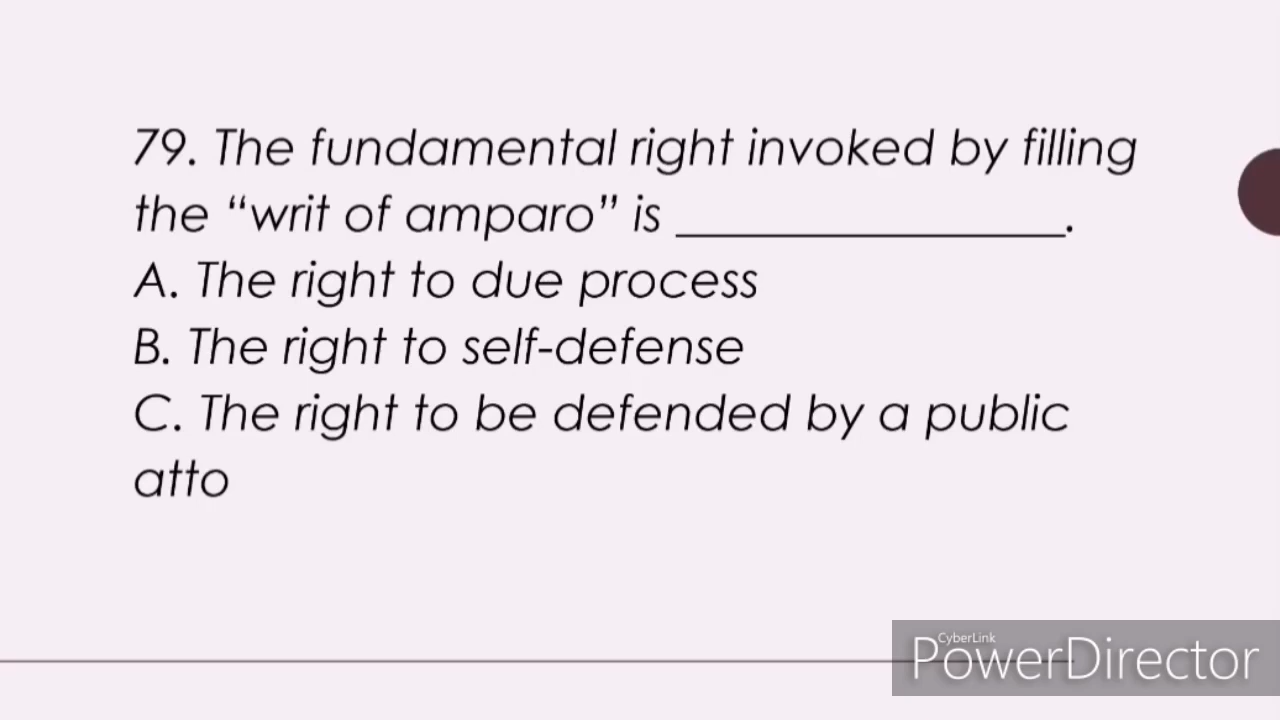 79. The fundamental right invoked by filling
the “writ of amparo” is _______________.
A. The right to due process
B. The right to self-defense
C. The right to be defended by a public
atto
CyberLink
PowerDirector